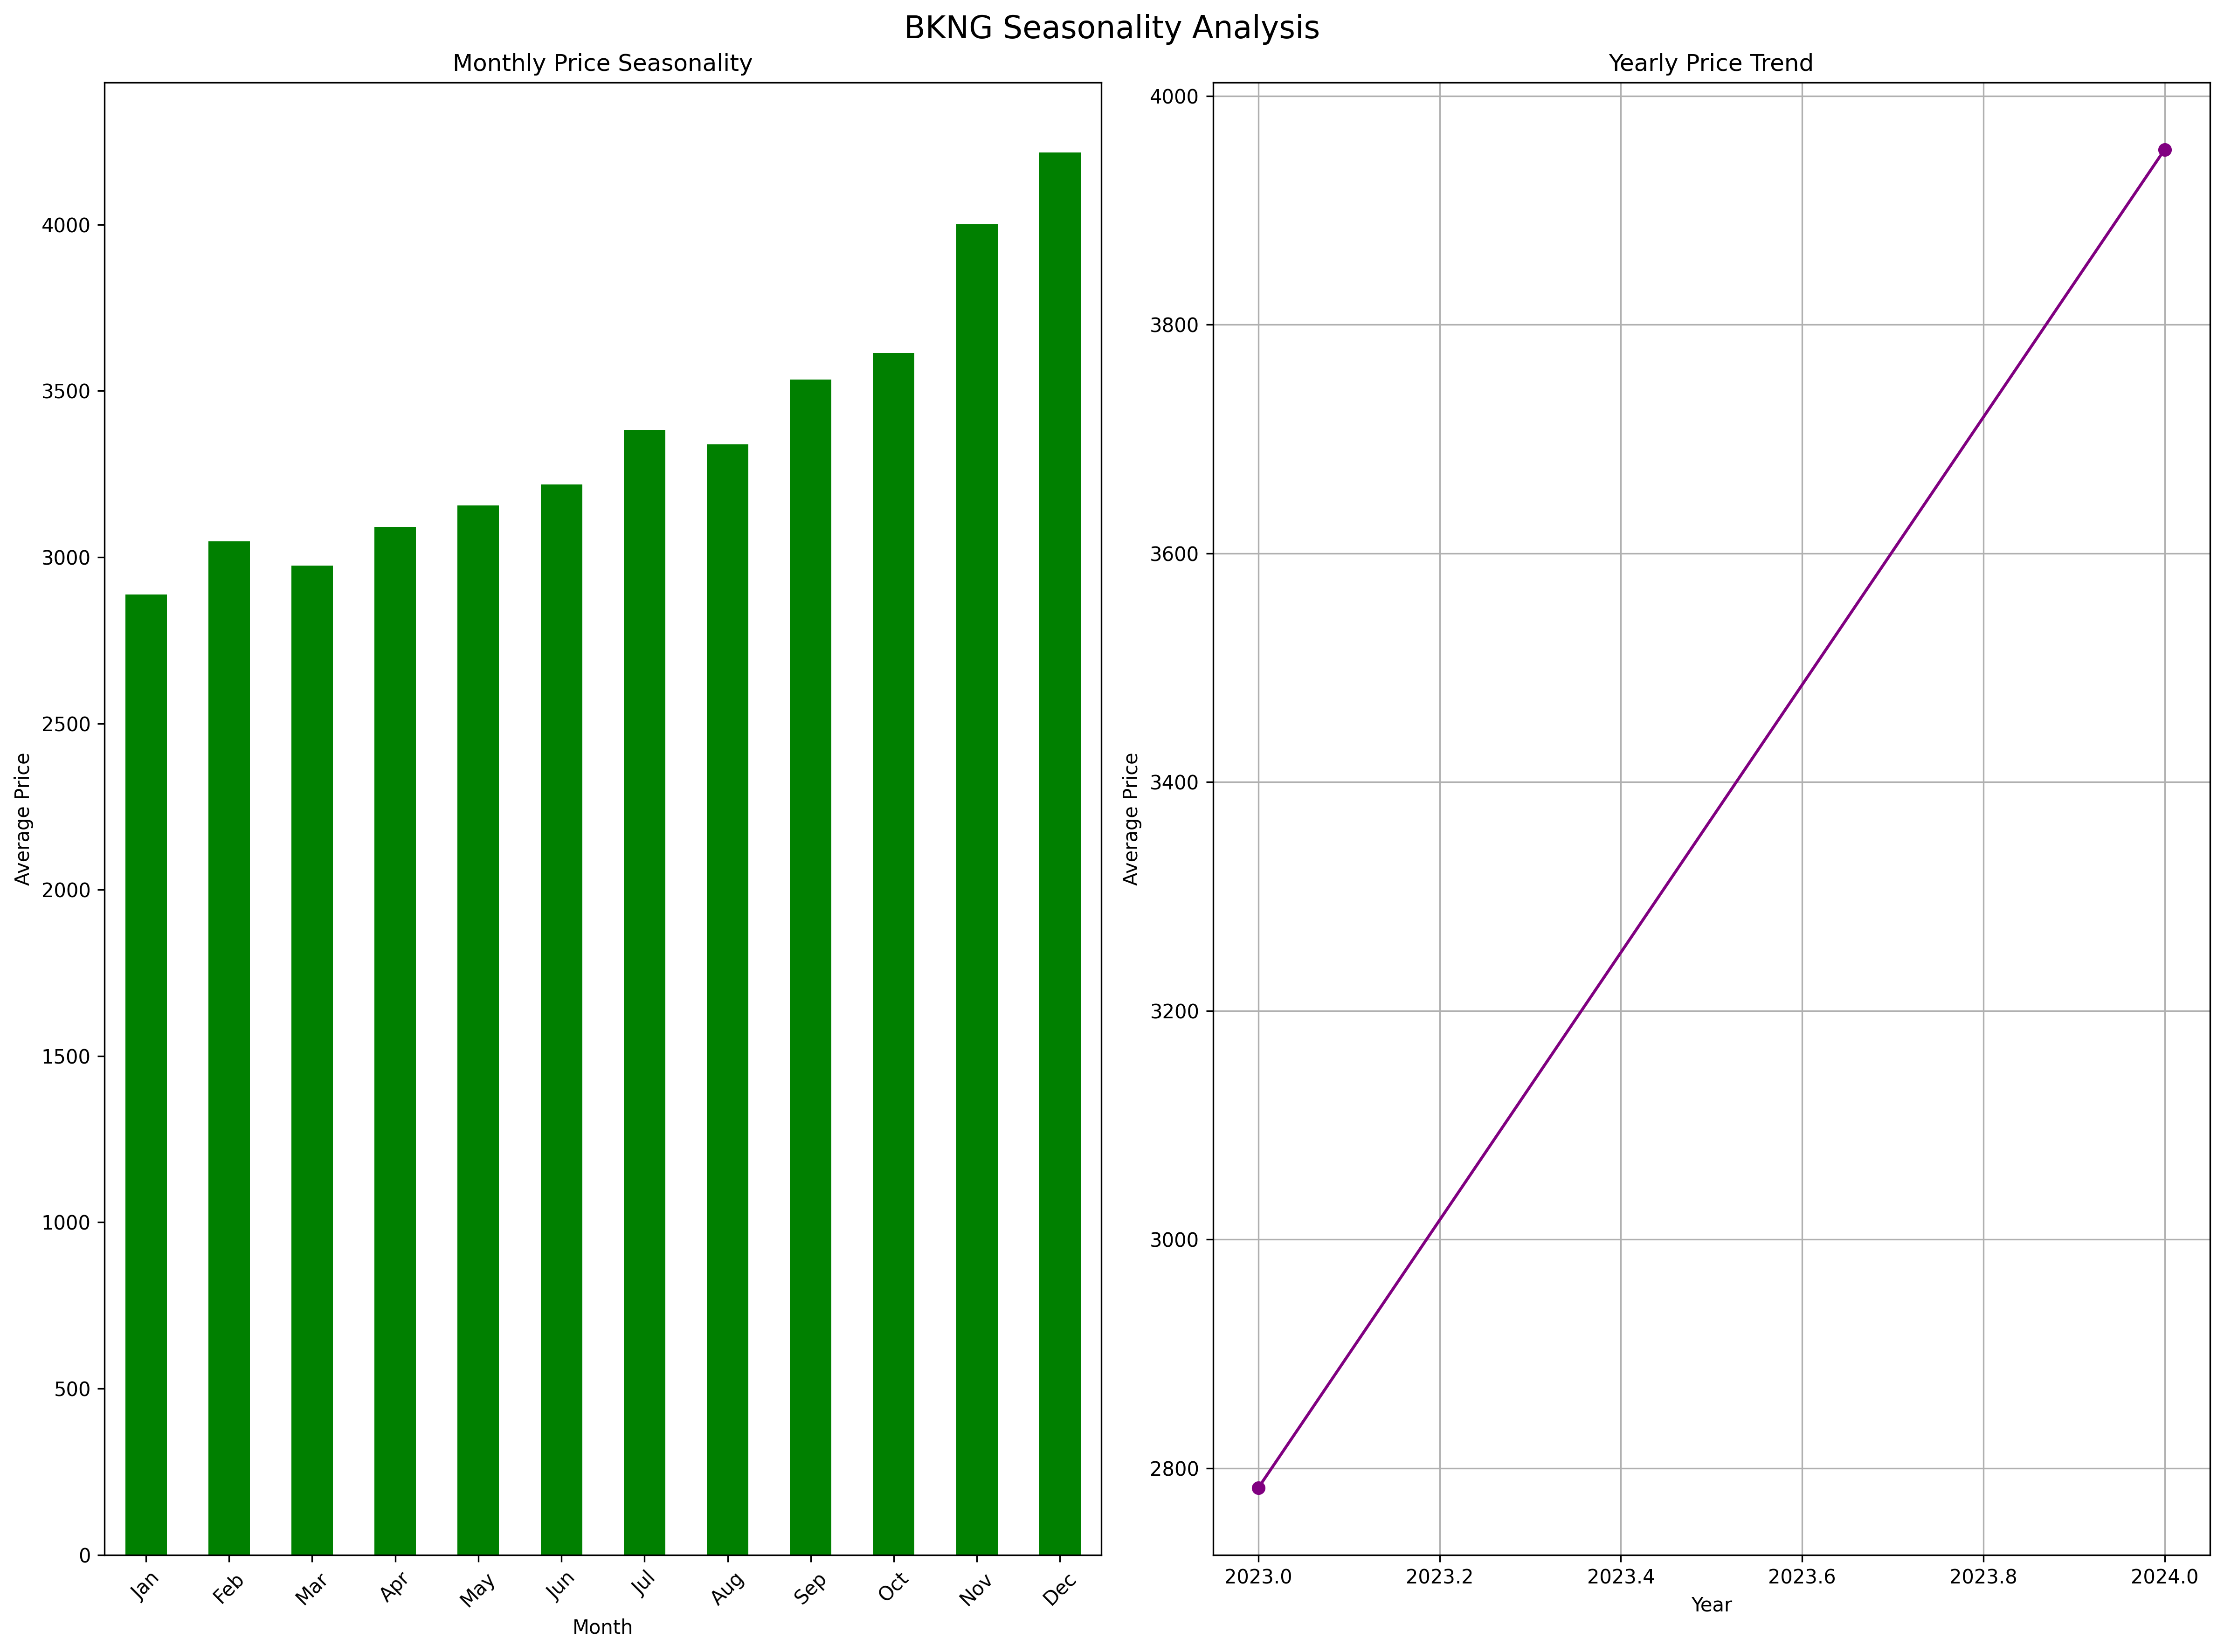 BKNG Seasonality Analysis
Monthly Price Seasonality
Average Price
4000
3500
3000
2500
2000
1500
1000
500
0
Jan
Feb
Mar
Apr
May
Jun
Jul
Aug
Sep
Oct
Nov
Dec
Month
Yearly Price Trend
Average Price
4000
3800
3600
3400
3200
3000
2800
2023.0
2023.2
2023.4
2023.6
2023.8
2024.0
Year